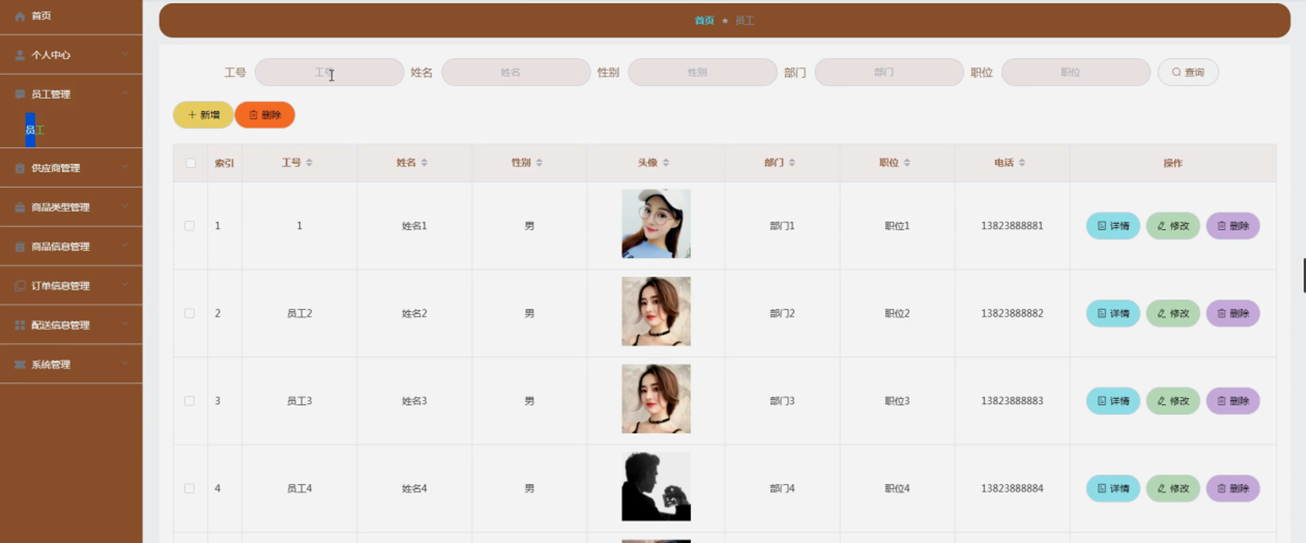 首页
个人中心
员工管理
员工
供应商管理
商品类型管理
商品信息管理
订单信息管理
配送信息管理
系统管理
首页 ★ 员工
工号 工号 姓名 姓名 性别 性别 部门 部门 职位 职位 查询
+ 新增 删除
索引 工号 姓名 性别 头像 部门 职位 电话 操作
1 1 姓名1 男 部门1 职位1 13823888881 详情 修改 删除
2 员工2 姓名2 男 部门2 职位2 13823888882 详情 修改 删除
3 员工3 姓名3 男 部门3 职位3 13823888883 详情 修改 删除
4 员工4 姓名4 男 部门4 职位4 13823888884 详情 修改 删除